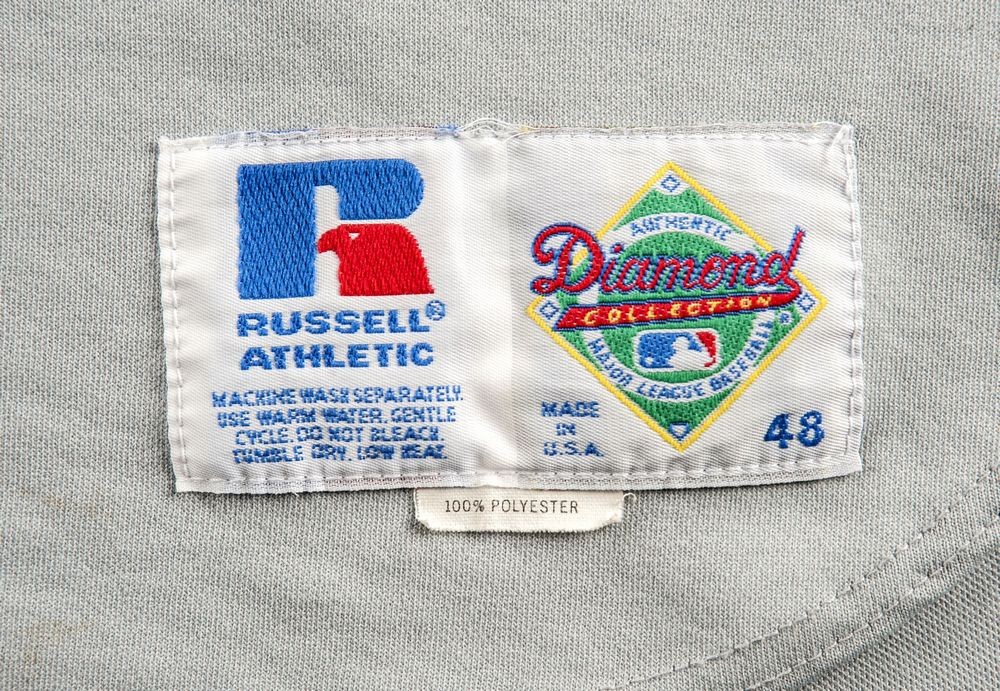 RUSSELL®
ATHLETIC
MACHINE WASH SEPARATELY.
USE WARM WATER. GENTLE
CYCLE. DO NOT BLEACH.
TUMBLE DRY. LOW HEAT.
AUTHENTIC
Diamond
COLLECTION
MAJOR LEAGUE BASEBALL
MADE
IN
U.S.A.
48
100% POLYESTER